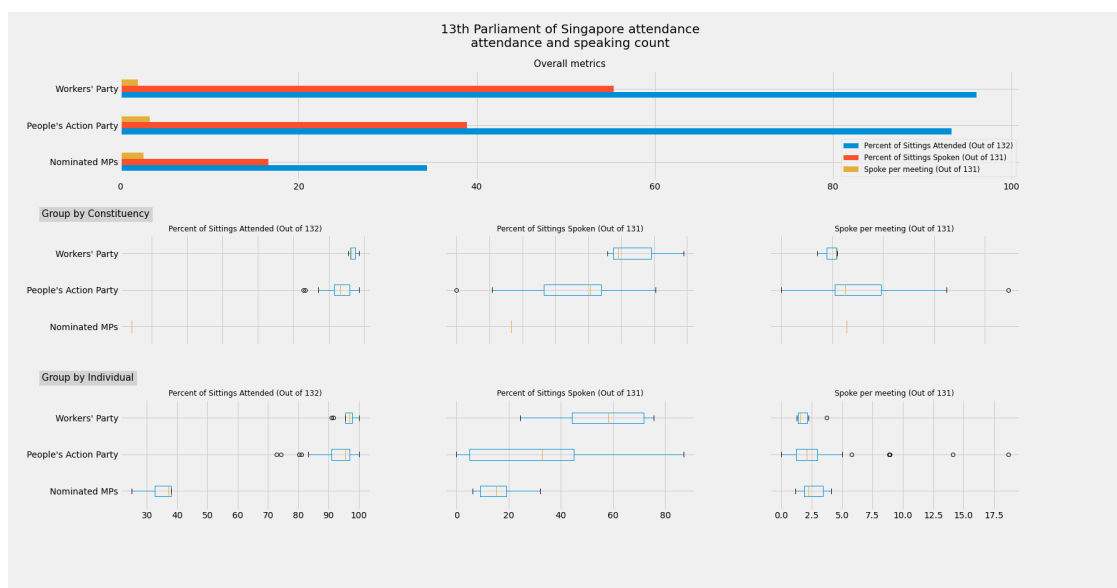 13th Parliament of Singapore attendance
attendance and speaking count
Overall metrics
Workers' Party
People's Action Party
Nominated MPs
Percent of Sittings Attended (Out of 132)
Percent of Sittings Spoken (Out of 131)
Spoke per meeting (Out of 131)
0 20 40 60 80 100
Group by Constituency
Percent of Sittings Attended (Out of 132) Percent of Sittings Spoken (Out of 131) Spoke per meeting (Out of 131)
Workers' Party
People's Action Party
Nominated MPs
Group by Individual
Percent of Sittings Attended (Out of 132) Percent of Sittings Spoken (Out of 131) Spoke per meeting (Out of 131)
Workers' Party
People's Action Party
Nominated MPs
30 40 50 60 70 80 90 100 0 20 40 60 80 0.0 2.5 5.0 7.5 10.0 12.5 15.0 17.5